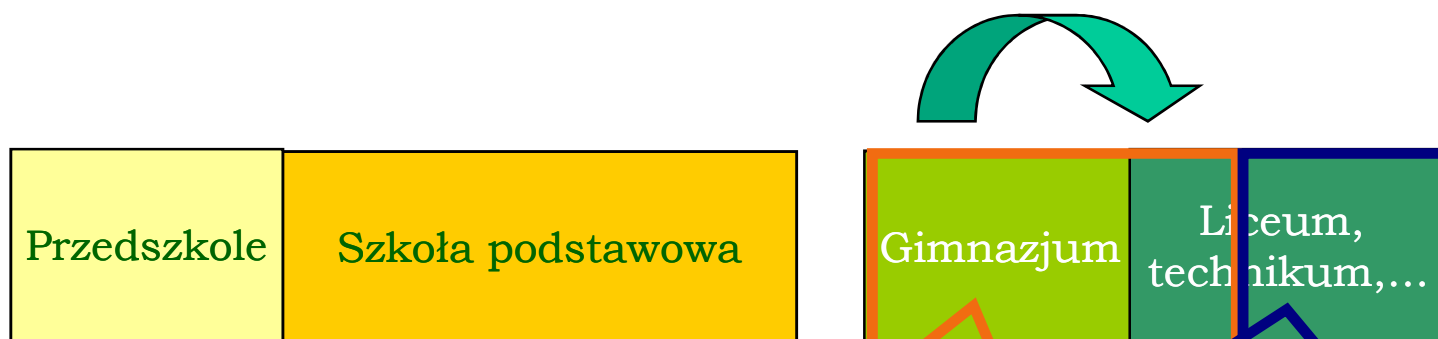 Przedszkole
Szkoła podstawowa
Gimnazjum
Liceum,
technikum,...